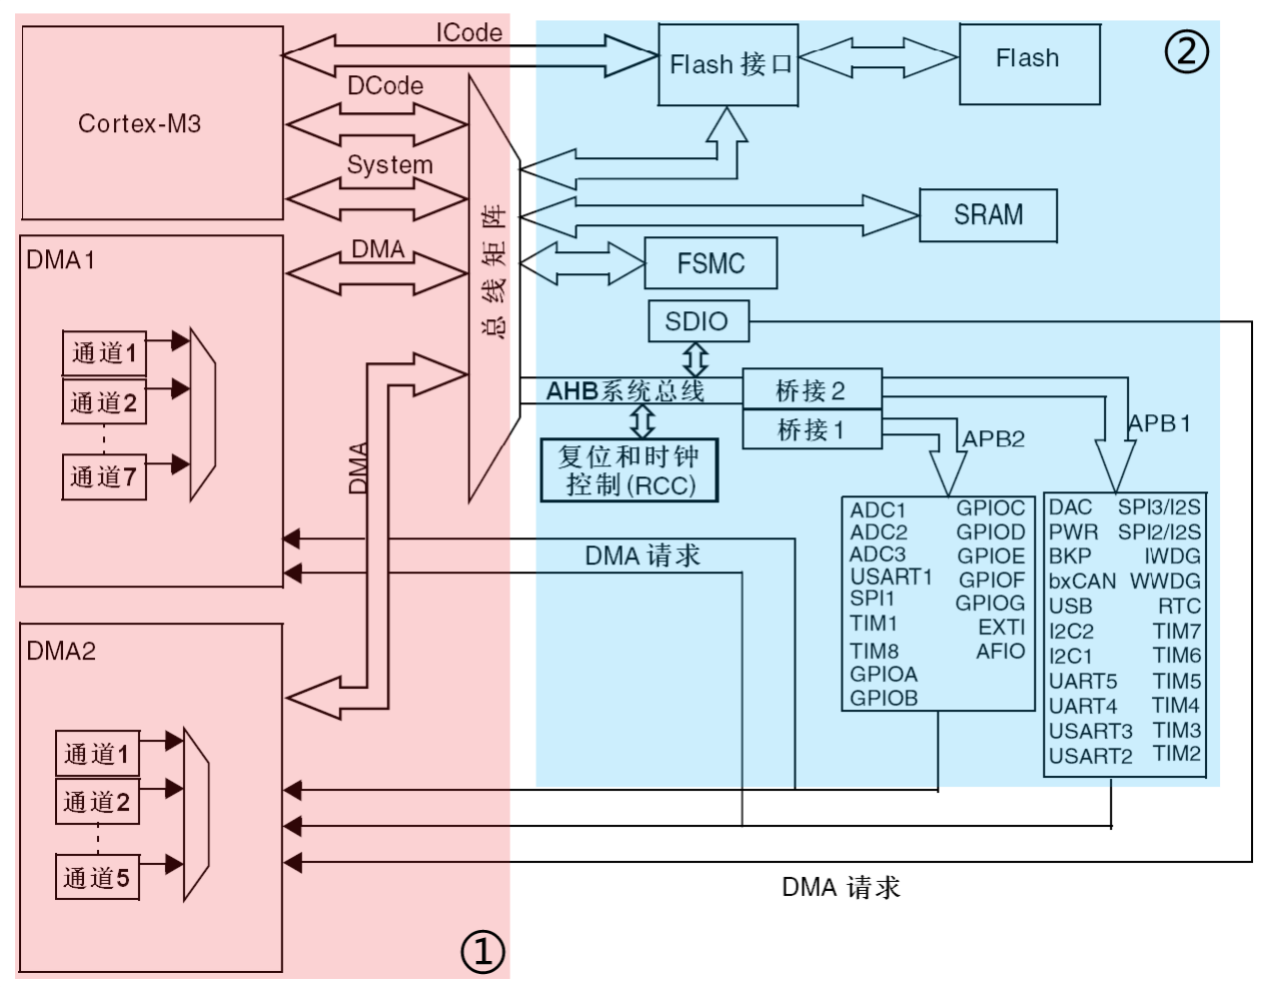 ICode
DCode
Cortex-M3
System
DMA
总线矩阵
Flash 接口
Flash
②
SRAM
FSMC
SDIO
AHB系统总线
桥接2
桥接1
APB1
APB2
复位和时钟
控制(RCC)
DMA1
通道1
通道2
通道7
DMA
DMA 请求
ADC1 GPIOC
ADC2 GPIOD
ADC3 GPIOE
USART1 GPIOF
SPI1 GPIOG
TIM1 EXTI
TIM8 AFIO
GPIOA
GPIOB
DAC SPI3/I2S
PWR SPI2/I2S
BKP IWDG
bxCAN WWDG
USB RTC
I2C2 TIM7
I2C1 TIM6
UART5 TIM5
UART4 TIM4
USART3 TIM3
USART2 TIM2
DMA2
通道1
通道2
通道5
DMA 请求
①